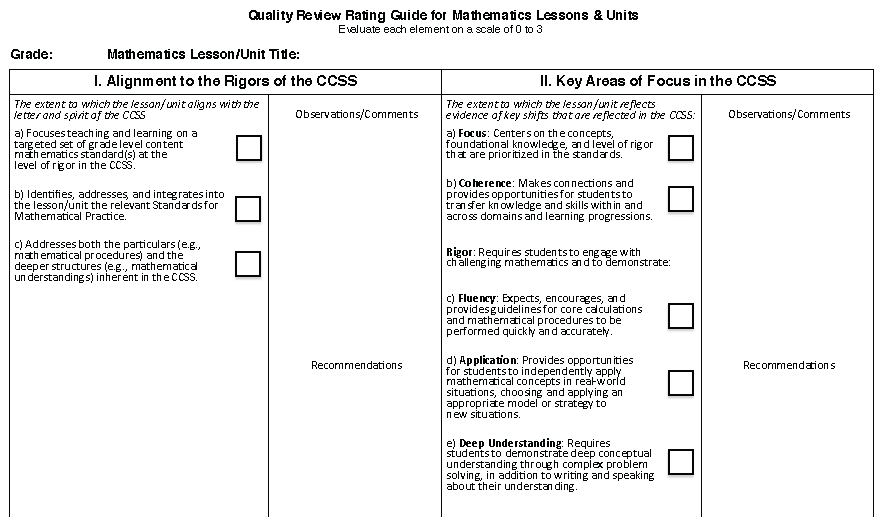 Quality Review Rating Guide for Mathematics Lessons & Units
Evaluate each element on a scale of 0 to 3
Grade: Mathematics Lesson/Unit Title:
I. Alignment to the Rigors of the CCSS
The extent to which the lesson/unit aligns with the
letter and spirit of the CCSS
a) Focuses teaching and learning on a
targeted set of grade level content
mathematics standard(s) at the
level of rigor in the CCSS.
b) Identifies, addresses, and integrates into
the lesson/unit the relevant Standards for
Mathematical Practice.
c) Addresses both the particulars (e.g.,
mathematical procedures) and the
deeper structures (e.g., mathematical
understandings) inherent in the CCSS.
Observations/Comments
Recommendations
II. Key Areas of Focus in the CCSS
The extent to which the lesson/unit reflects
evidence of key shifts that are reflected in the CCSS:
a) Focus: Centers on the concepts,
foundational knowledge, and level of rigor
that are prioritized in the standards.
b) Coherence: Makes connections and
provides opportunities for students to
transfer knowledge and skills within and
across domains and learning progressions.
Rigor: Requires students to engage with
challenging mathematics and to demonstrate:
c) Fluency: Expects, encourages, and
provides guidelines for core calculations
and mathematical procedures to be
performed quickly and accurately.
d) Application: Provides opportunities
for students to independently apply
mathematical concepts in real-world
situations, choosing and applying an
appropriate model or strategy to
new situations.
e) Deep Understanding: Requires
students to demonstrate deep conceptual
understanding through complex problem
solving, in addition to writing and speaking
about their understanding.
Observations/Comments
Recommendations